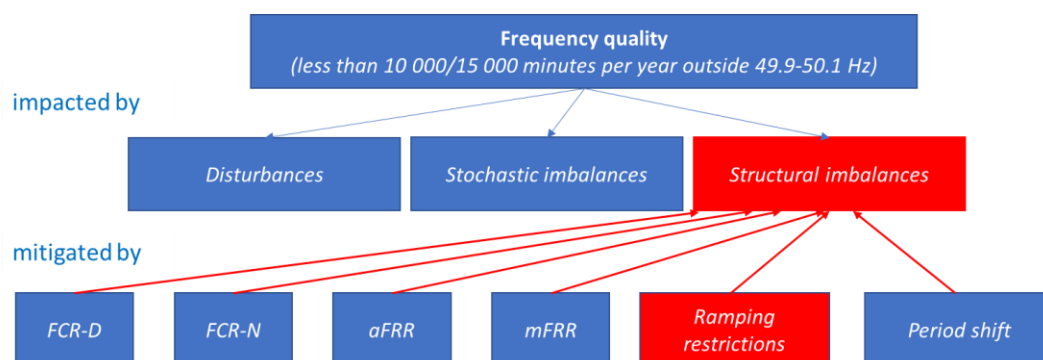 Frequency quality
(less than 10 000/15 000 minutes per year outside 49.9-50.1 Hz)
impacted by
Disturbances
Stochastic imbalances
Structural imbalances
mitigated by
FCR-D
FCR-N
aFRR
mFRR
Ramping
restrictions
Period shift